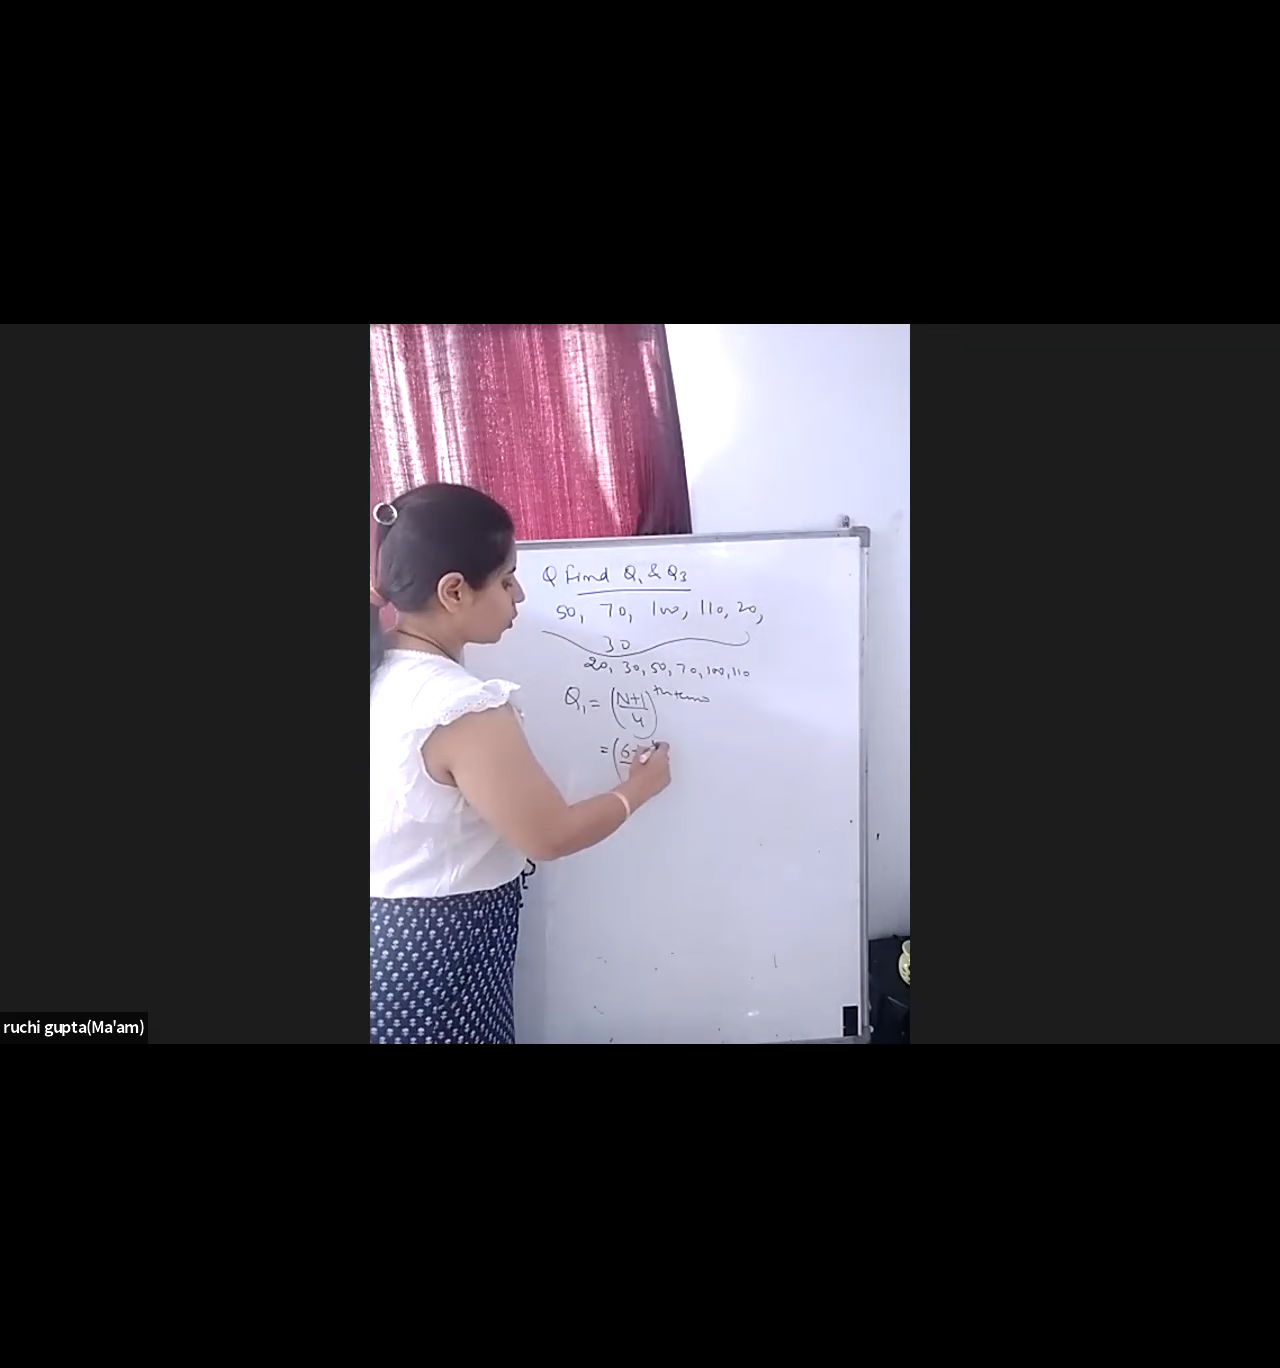 Q Find Q₁ & Q₃
50, 70, 100, 110, 20,
30
20, 30, 50, 70, 100, 110
Q₁ = (N+1/4)th term
= (6+
ruchi gupta(Ma'am)